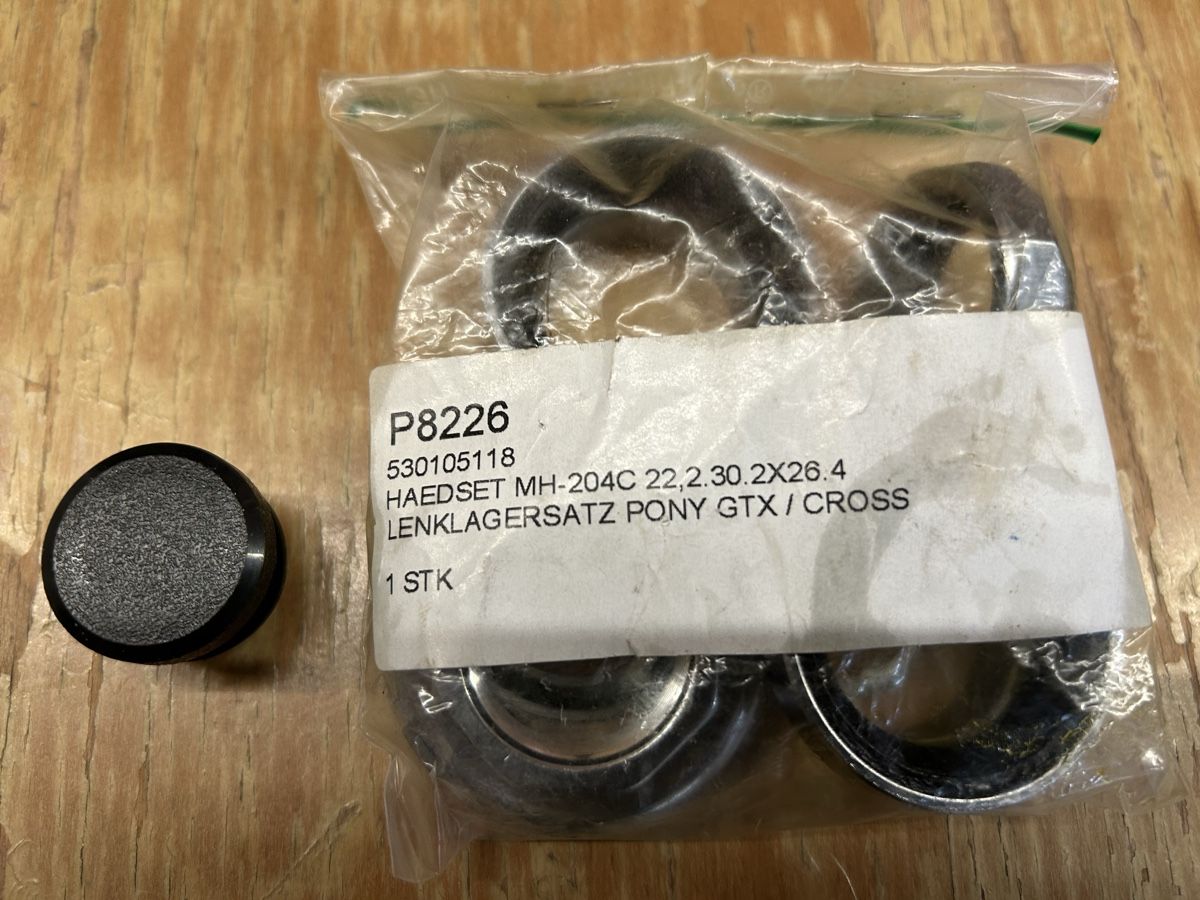 P8226
530105118
HAEDSET MH-204C 22,2.30.2X26.4
LENKLAGERSATZ PONY GTX / CROSS
1 STK